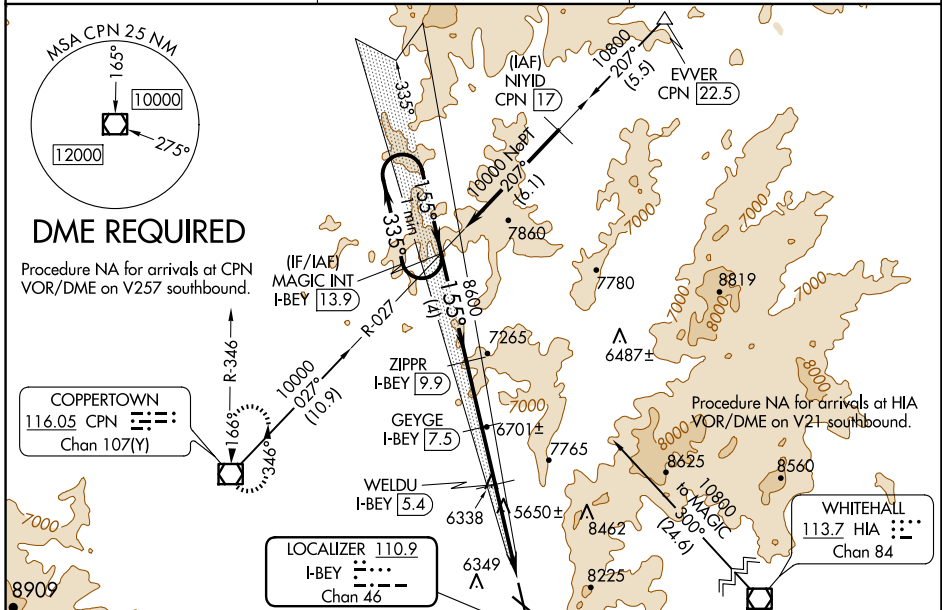 MSA CPN 25 NM
165°
10000
12000
275°
DME REQUIRED
Procedure NA for arrivals at CPN
VOR/DME on V257 southbound.
335°
(IAF)
NIYID
CPN 17
10800
207°
(5.5)
EVVER
CPN 22.5
10000 NoPT
207°
(6.1)
155°
1 min
335°
(IF/IAF)
MAGIC INT
I-BEY 13.9
7860
7000
7000
7780
8819
7000
8000
7000
R-346
R-027
(4)
155°
8600
10000
027°
(10.9)
7265
ZIPPR
I-BEY 9.9
6487±
8000
7000
COPPERTOWN
116.05 CPN
Chan 107(Y)
166°
346°
GEYGE
I-BEY 7.5
6701±
Procedure NA for arrivals at HIA
VOR/DME on V21 southbound.
7765
8000
8625
8560
WELDU
I-BEY 5.4
6338
5650±
8462
10800
to MAGIC
300°
(24.6)
WHITEHALL
113.7 HIA
Chan 84
7000
8909
LOCALIZER 110.9
I-BEY
Chan 46
6349
8225